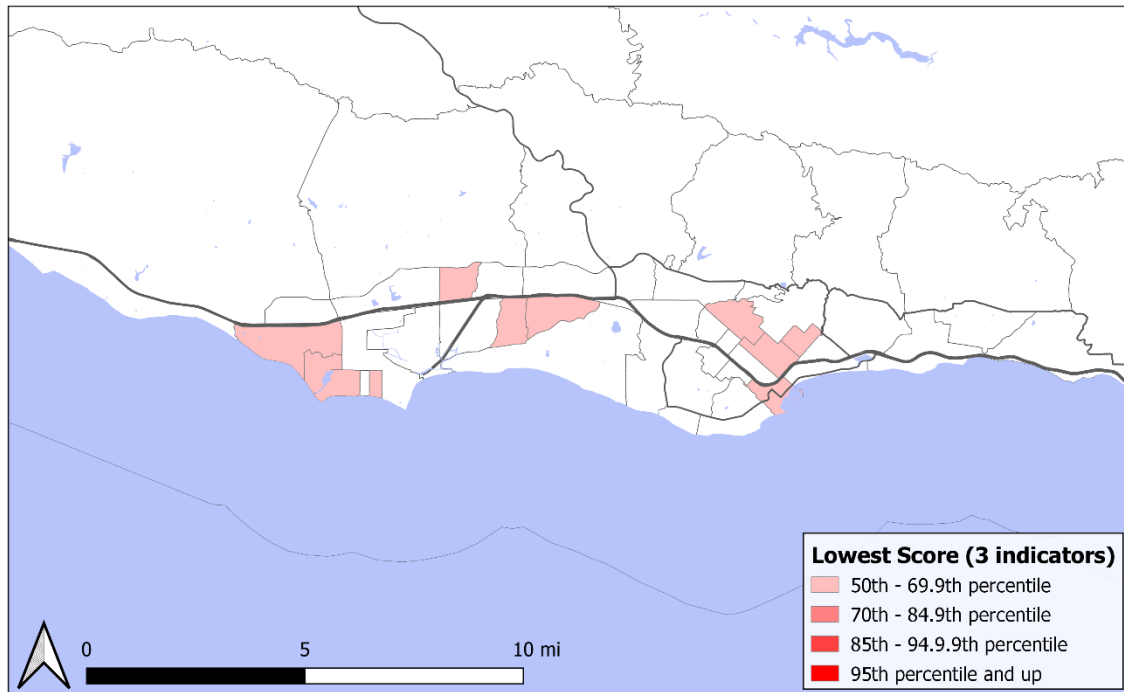 Lowest Score (3 indicators)
50th - 69.9th percentile
70th - 84.9th percentile
85th - 94.9.9th percentile
95th percentile and up
0 5 10 mi